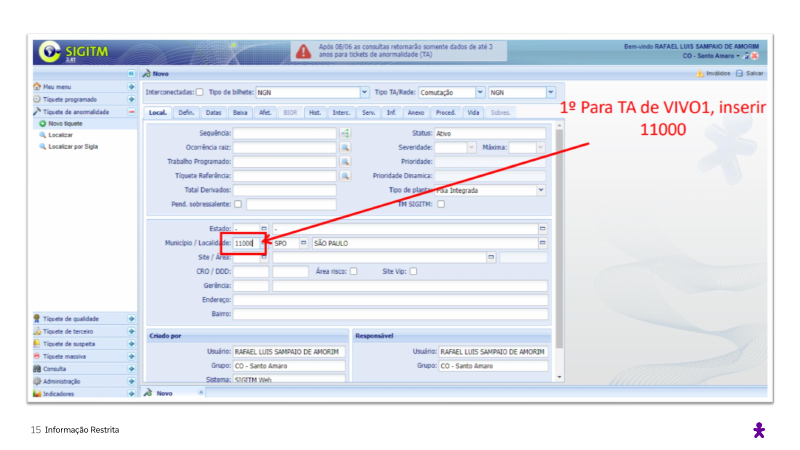 SIGITM
3.41
Após 08/06 as consultas retornarão somente dados de até 3
anos para tickets de anormalidade (TA)
Bem-vindo RAFAEL LUIS SAMPAIO DE AMORIM
CO - Santo Amaro
Novo
Inválidos Salvar
Meu menu
Tíquete programado
Tíquete de anormalidade
Novo tíquete
Localizar
Localizar por Sigla
Interconectadas: Tipo de bilhete: NGN Tipo TA/Rede: Comutação NGN
Local. Defin. Datas Baixa Afet. BIOR Hist. Interc. Serv. Inf. Anexo Proced. Vida Sobres.
1º Para TA de VIVO1, inserir
11000
Sequência: Status: Ativo
Ocorrência raiz: Severidade: Máxima:
Trabalho Programado: Prioridade:
Tíquete Referência: Prioridade Dinamica:
Total Derivados: Tipo de planta: Integrada
Pend. sobressalente: TM SIGITM:
Estado: - -
Município / Localidade: 11000 SPO SÃO PAULO
Site / Área:
CRO / DDD: Área risco: Site Vip:
Gerência:
Endereço:
Bairro:
Criado por Responsável
Usuário: RAFAEL LUIS SAMPAIO DE AMORIM Usuário: RAFAEL LUIS SAMPAIO DE AMORIM
Grupo: CO - Santo Amaro Grupo: CO - Santo Amaro
Sistema: SIGITM Web
Tíquete de qualidade
Tíquete de terceiro
Tíquete de suspeita
Tíquete massiva
Consulta
Administração
Indicadores
Novo
15 Informação Restrita